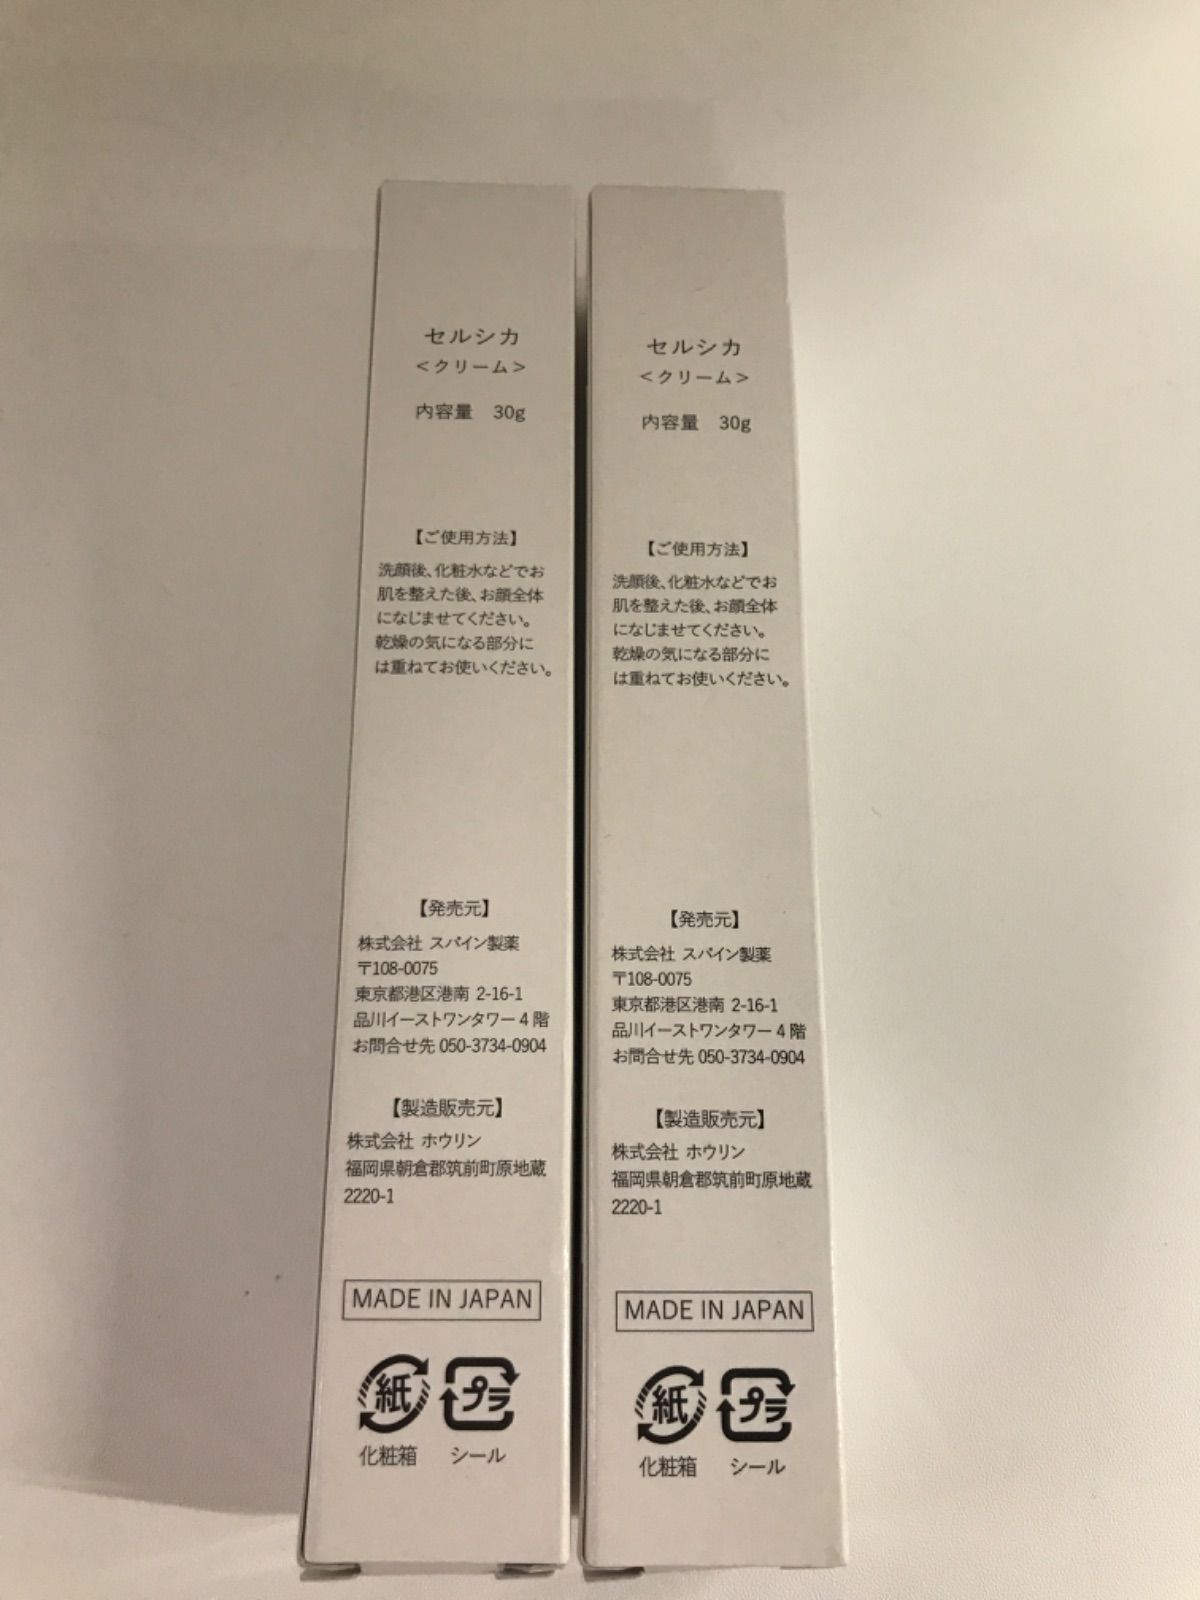 セルシカ
<クリーム>
内容量　30g
【ご使用方法】
洗顔後、化粧水などでお
肌を整えた後、お顔全体
になじませてください。
乾燥の気になる部分に
は重ねてお使いください。
【発売元】
株式会社 スパイン製薬
〒108-0075
東京都港区港南 2-16-1
品川イーストワンタワー 4 階
お問合せ先 050-3734-0904
【製造販売元】
株式会社 ホウリン
福岡県朝倉郡筑前町原地蔵
2220-1
MADE IN JAPAN
紙 プラ
化粧箱 シール
セルシカ
<クリーム>
内容量　30g
【ご使用方法】
洗顔後、化粧水などでお
肌を整えた後、お顔全体
になじませてください。
乾燥の気になる部分に
は重ねてお使いください。
【発売元】
株式会社 スパイン製薬
〒108-0075
東京都港区港南 2-16-1
品川イーストワンタワー 4 階
お問合せ先 050-3734-0904
【製造販売元】
株式会社 ホウリン
福岡県朝倉郡筑前町原地蔵
2220-1
MADE IN JAPAN
紙 プラ
化粧箱 シール